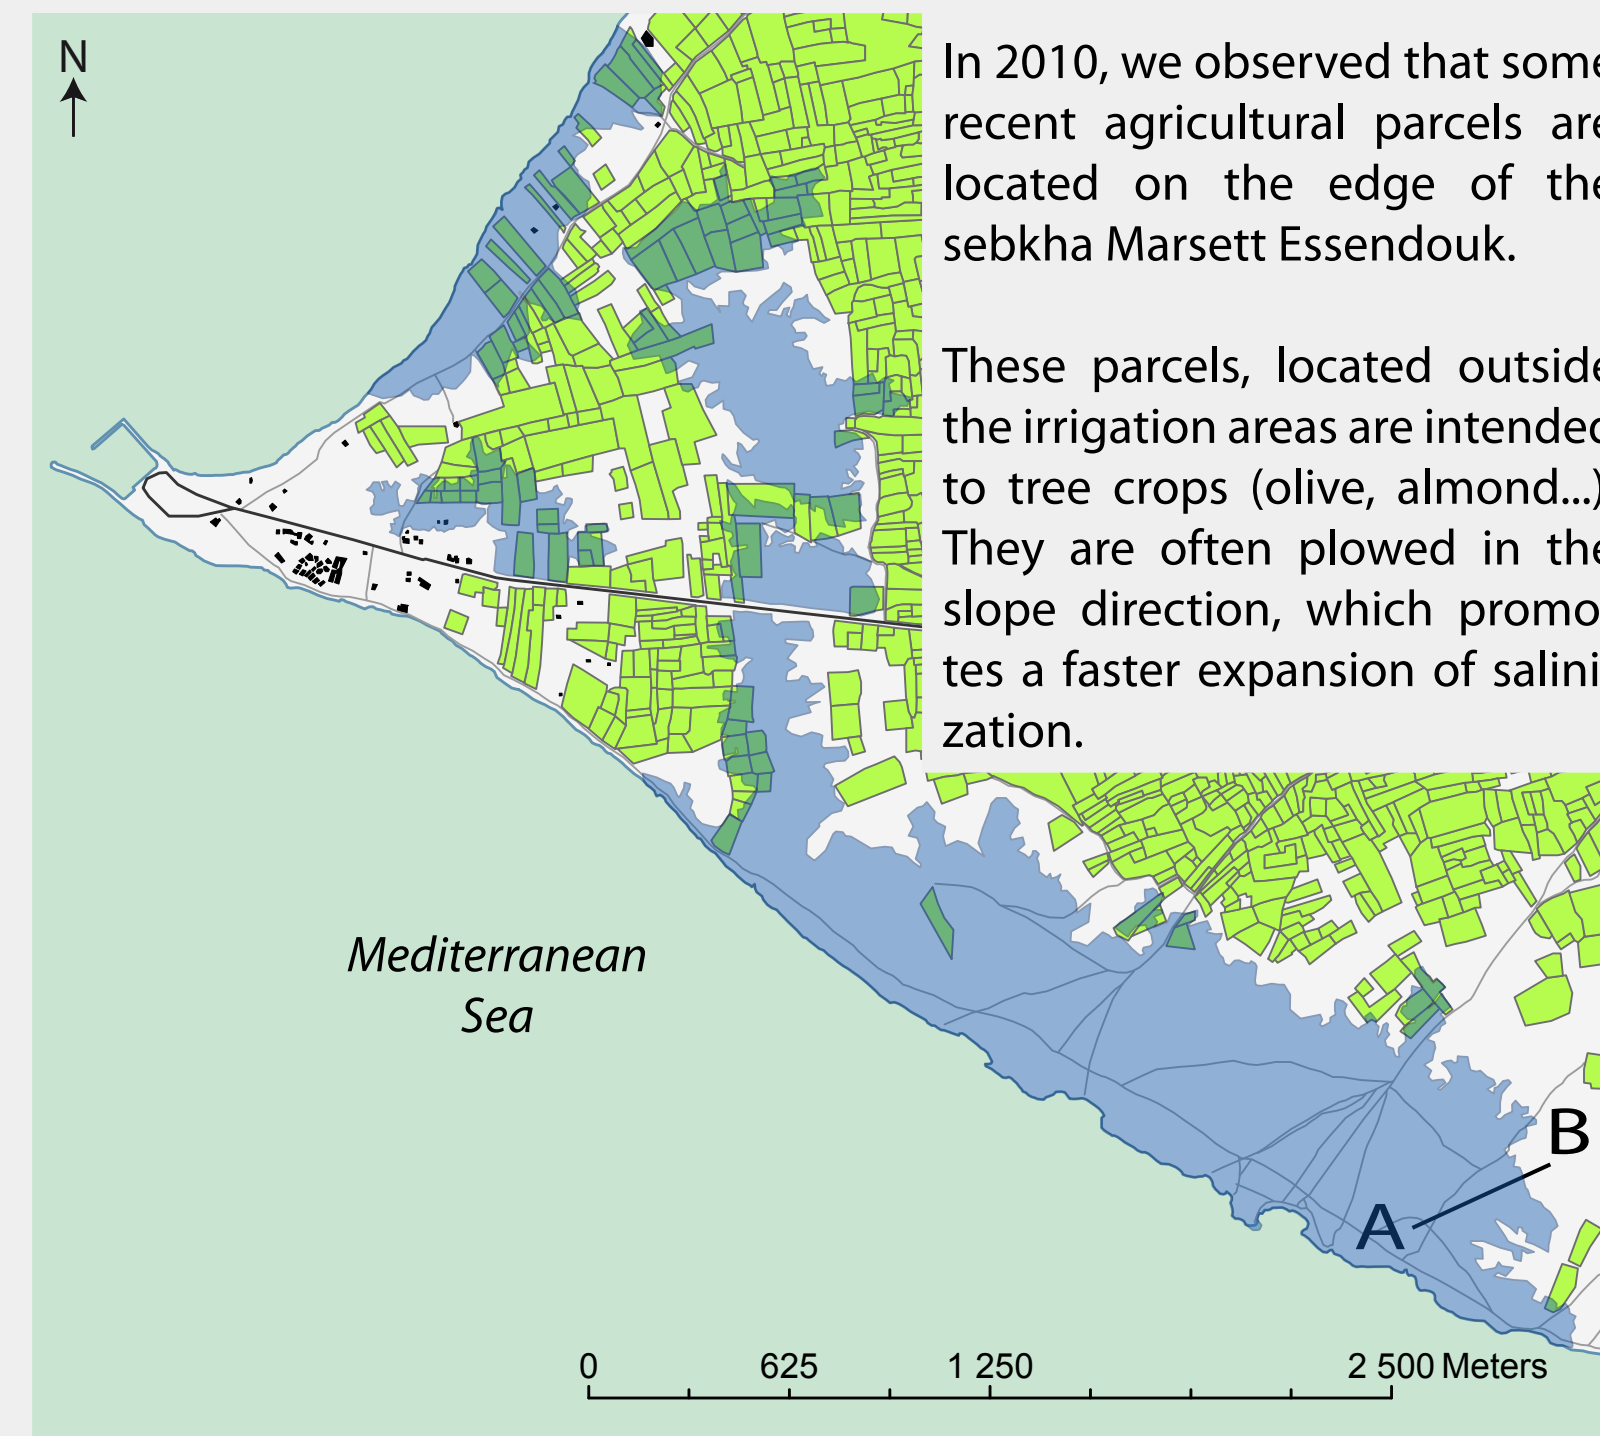 N
In 2010, we observed that some
recent agricultural parcels are
located on the edge of the
sebkha Marsett Essendouk.
These parcels, located outside
the irrigation areas are intended
to tree crops (olive, almond...)
They are often plowed in the
slope direction, which promo-
tes a faster expansion of salini-
zation.
Mediterranean
Sea
B
A
0 625 1 250 2 500 Meters